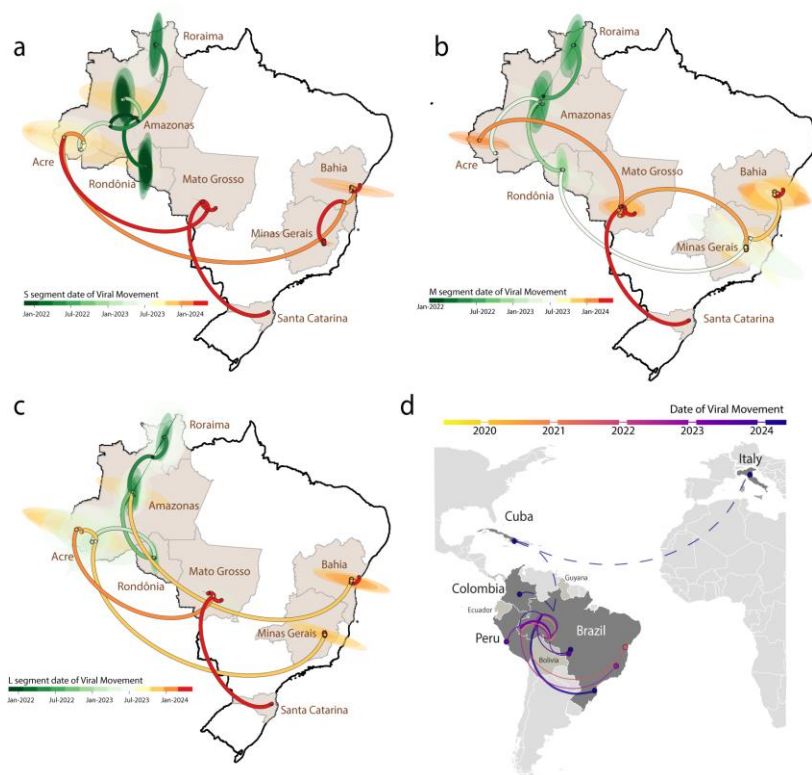 a
Roraima
Amazonas
Acre
Rondônia
Mato Grosso
Bahia
Minas Gerais
Santa Catarina
S segment date of Viral Movement
Jan-2022 Jul-2022 Jan-2023 Jul-2023 Jan-2024
b
Roraima
Amazonas
Acre
Rondônia
Mato Grosso
Bahia
Minas Gerais
Santa Catarina
M segment date of Viral Movement
Jan-2022 Jul-2022 Jan-2023 Jul-2023 Jan-2024
c
Roraima
Amazonas
Acre
Rondônia
Mato Grosso
Bahia
Minas Gerais
Santa Catarina
L segment date of Viral Movement
Jan-2022 Jul-2022 Jul-2023 Jul-2023 Jan-2024
d
Date of Viral Movement
2020 2021 2022 2023 2024
Italy
Cuba
Colombia
Guyana
Ecuador
Brazil
Peru
Bolivia